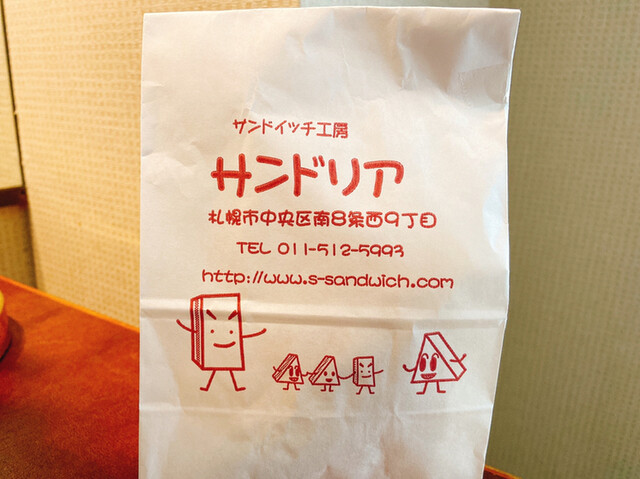 サンドイッチ工房
サンドリア
札幌市中央区南8条西9丁目
TEL 011-512-5993
http://www.s-sandwich.com